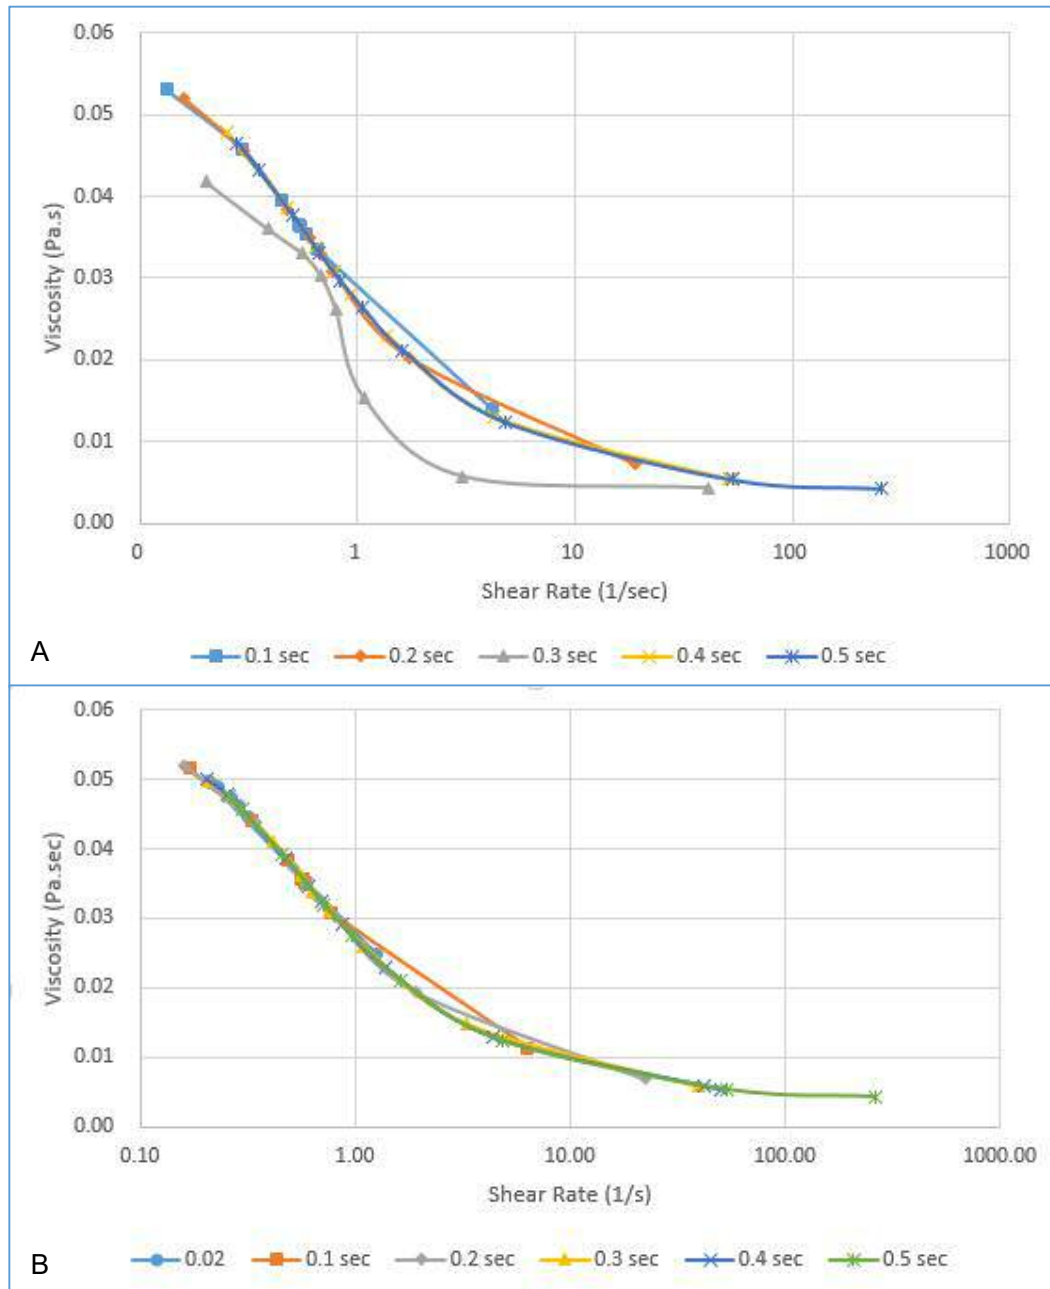 0.06
0.05
0.04
0.03
0.02
0.01
0.00
Viscosity (Pa.s)
0 1 10 100 1000
Shear Rate (1/sec)
A
0.1 sec 0.2 sec 0.3 sec 0.4 sec 0.5 sec
0.06
0.05
0.04
0.03
0.02
0.01
0.00
Viscosity (Pa.sec)
0.10 1.00 10.00 100.00 1000.00
Shear Rate (1/s)
B
0.02 0.1 sec 0.2 sec 0.3 sec 0.4 sec 0.5 sec